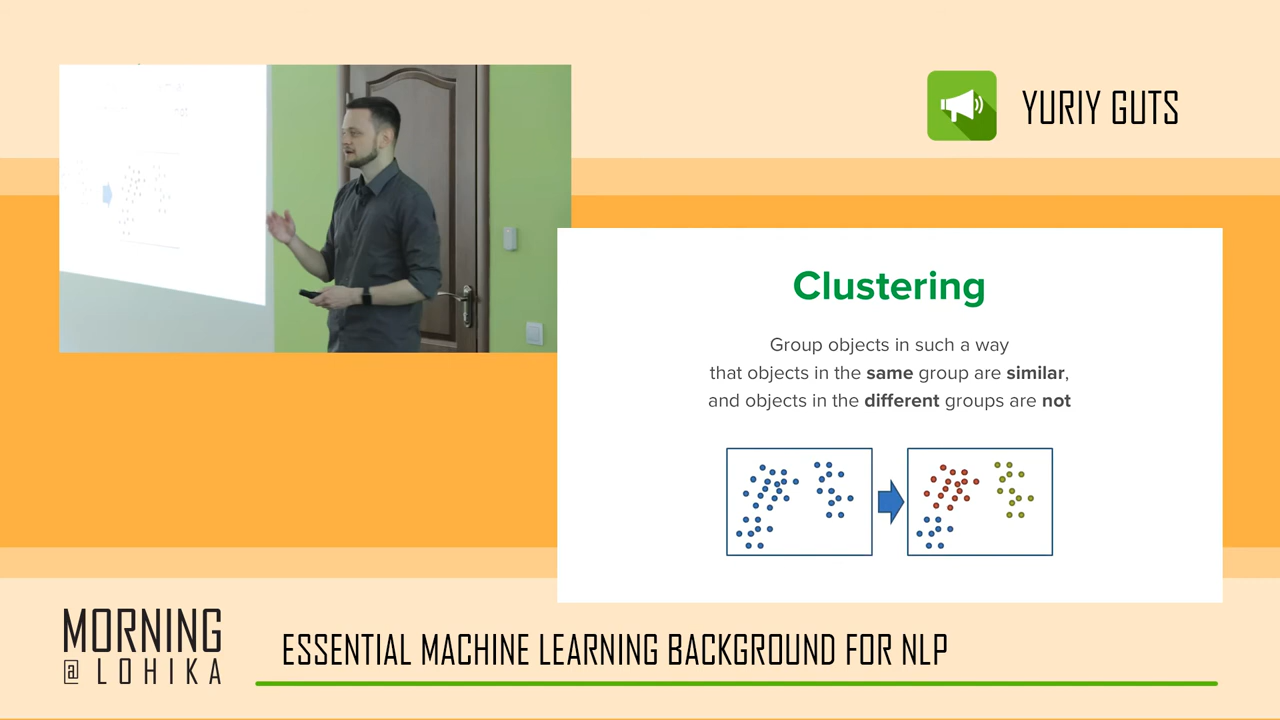 YURIY GUTS
Clustering
Group objects in such a way
that objects in the same group are similar,
and objects in the different groups are not
MORNING
@ LOHIKA
ESSENTIAL MACHINE LEARNING BACKGROUND FOR NLP